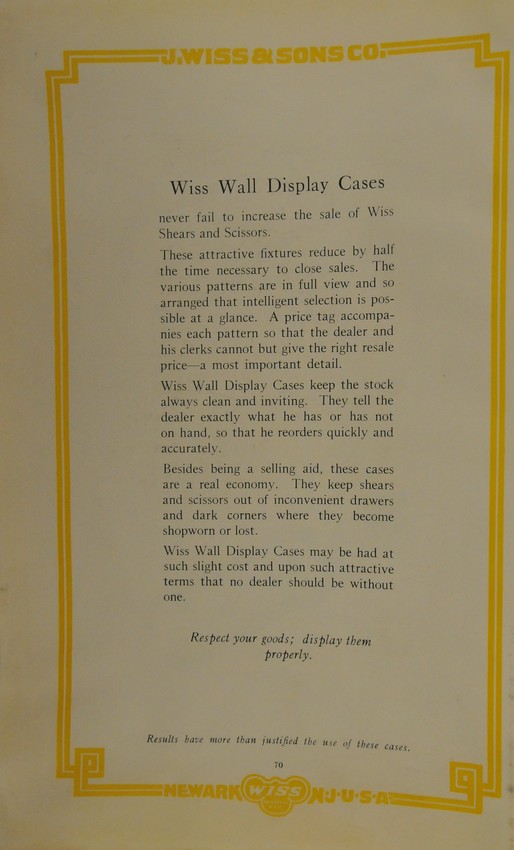 J. WISS & SONS CO.
Wiss Wall Display Cases
never fail to increase the sale of Wiss
Shears and Scissors.
These attractive fixtures reduce by half
the time necessary to close sales. The
various patterns are in full view and so
arranged that intelligent selection is pos-
sible at a glance. A price tag accompa-
nies each pattern so that the dealer and
his clerks cannot but give the right resale
price—a most important detail.
Wiss Wall Display Cases keep the stock
always clean and inviting. They tell the
dealer exactly what he has or has not
on hand, so that he reorders quickly and
accurately.
Besides being a selling aid, these cases
are a real economy. They keep shears
and scissors out of inconvenient drawers
and dark corners where they become
shopworn or lost.
Wiss Wall Display Cases may be had at
such slight cost and upon such attractive
terms that no dealer should be without
one.
Respect your goods; display them
properly.
Results have more than justified the use of these cases.
70
NEWARK WISS N·J·U·S·A